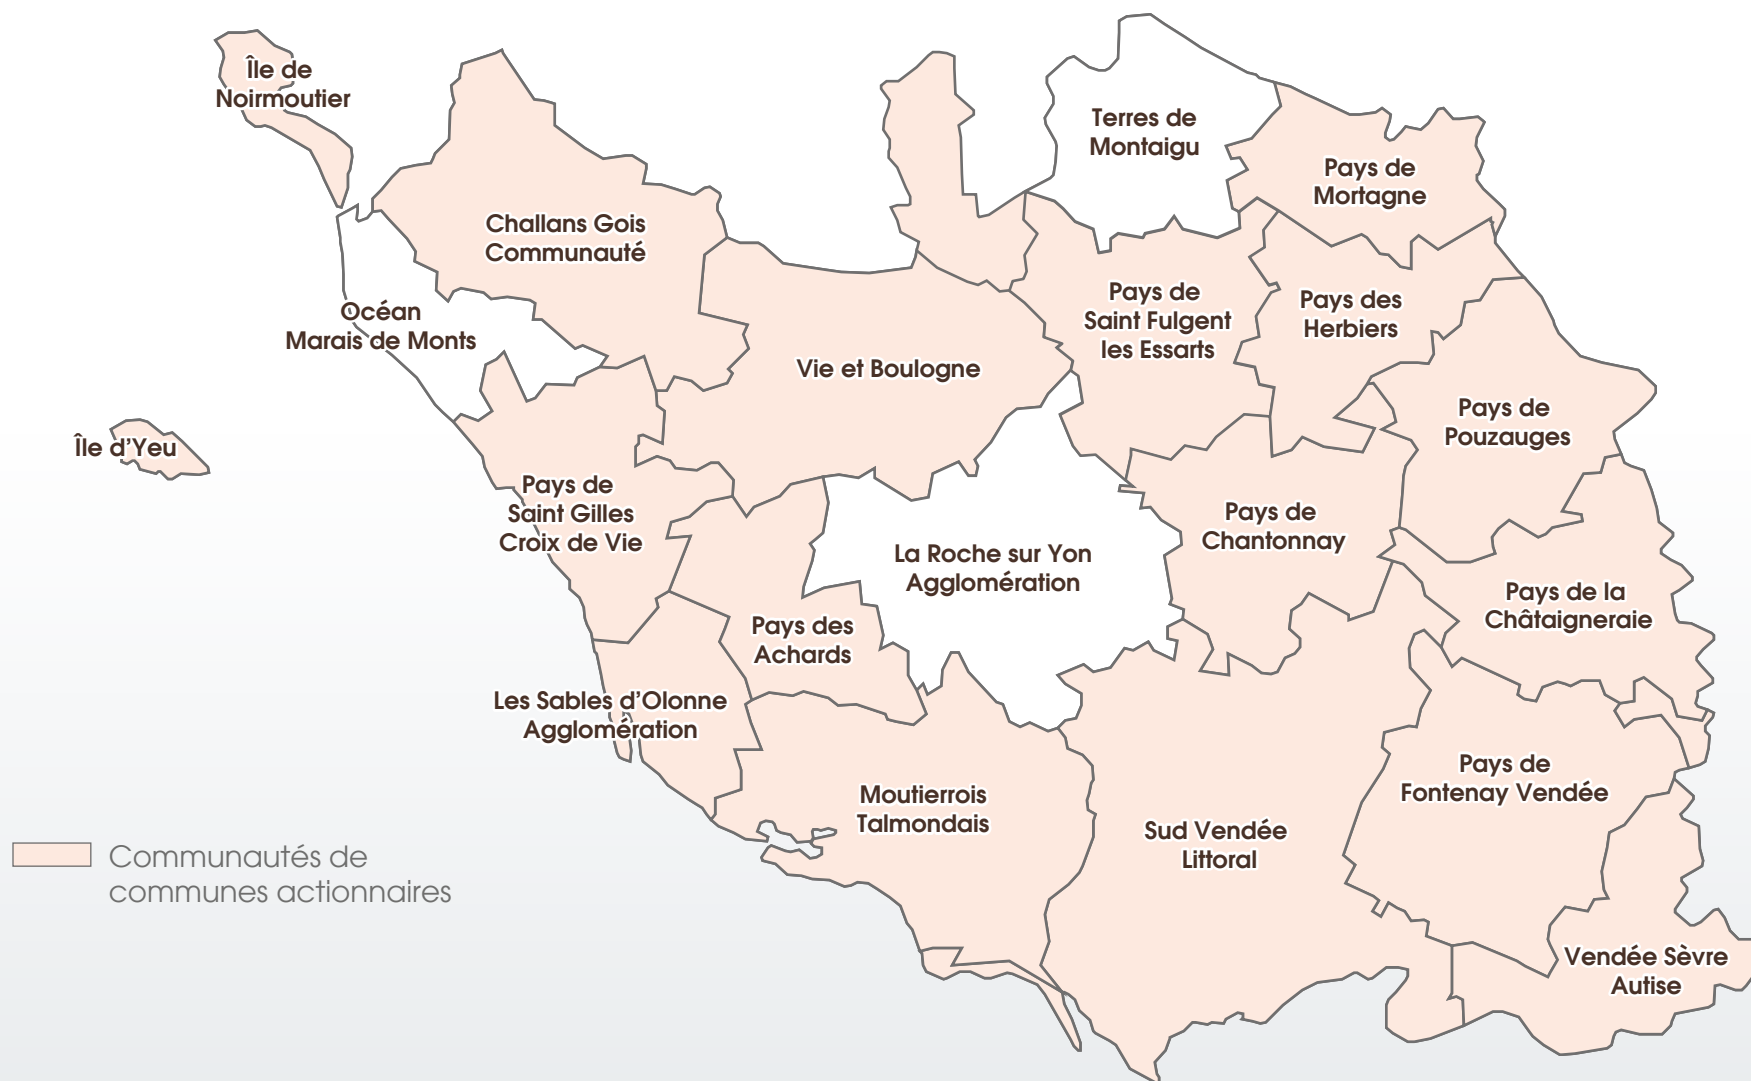 Île de
Noirmoutier
Terres de
Montaigu
Pays de
Mortagne
Challans Gois
Communauté
Océan
Marais de Monts
Vie et Boulogne
Pays de
Saint Fulgent
les Essarts
Pays des
Herbiers
Île d'Yeu
Pays de
Pouzauges
Pays de
Saint Gilles
Croix de Vie
La Roche sur Yon
Agglomération
Pays de
Chantonnay
Pays de la
Châtaigneraie
Pays des
Achards
Les Sables d'Olonne
Agglomération
Moutierrois
Talmondais
Sud Vendée
Littoral
Pays de
Fontenay Vendée
Vendée Sèvre
Autise
Communautés de
communes actionnaires